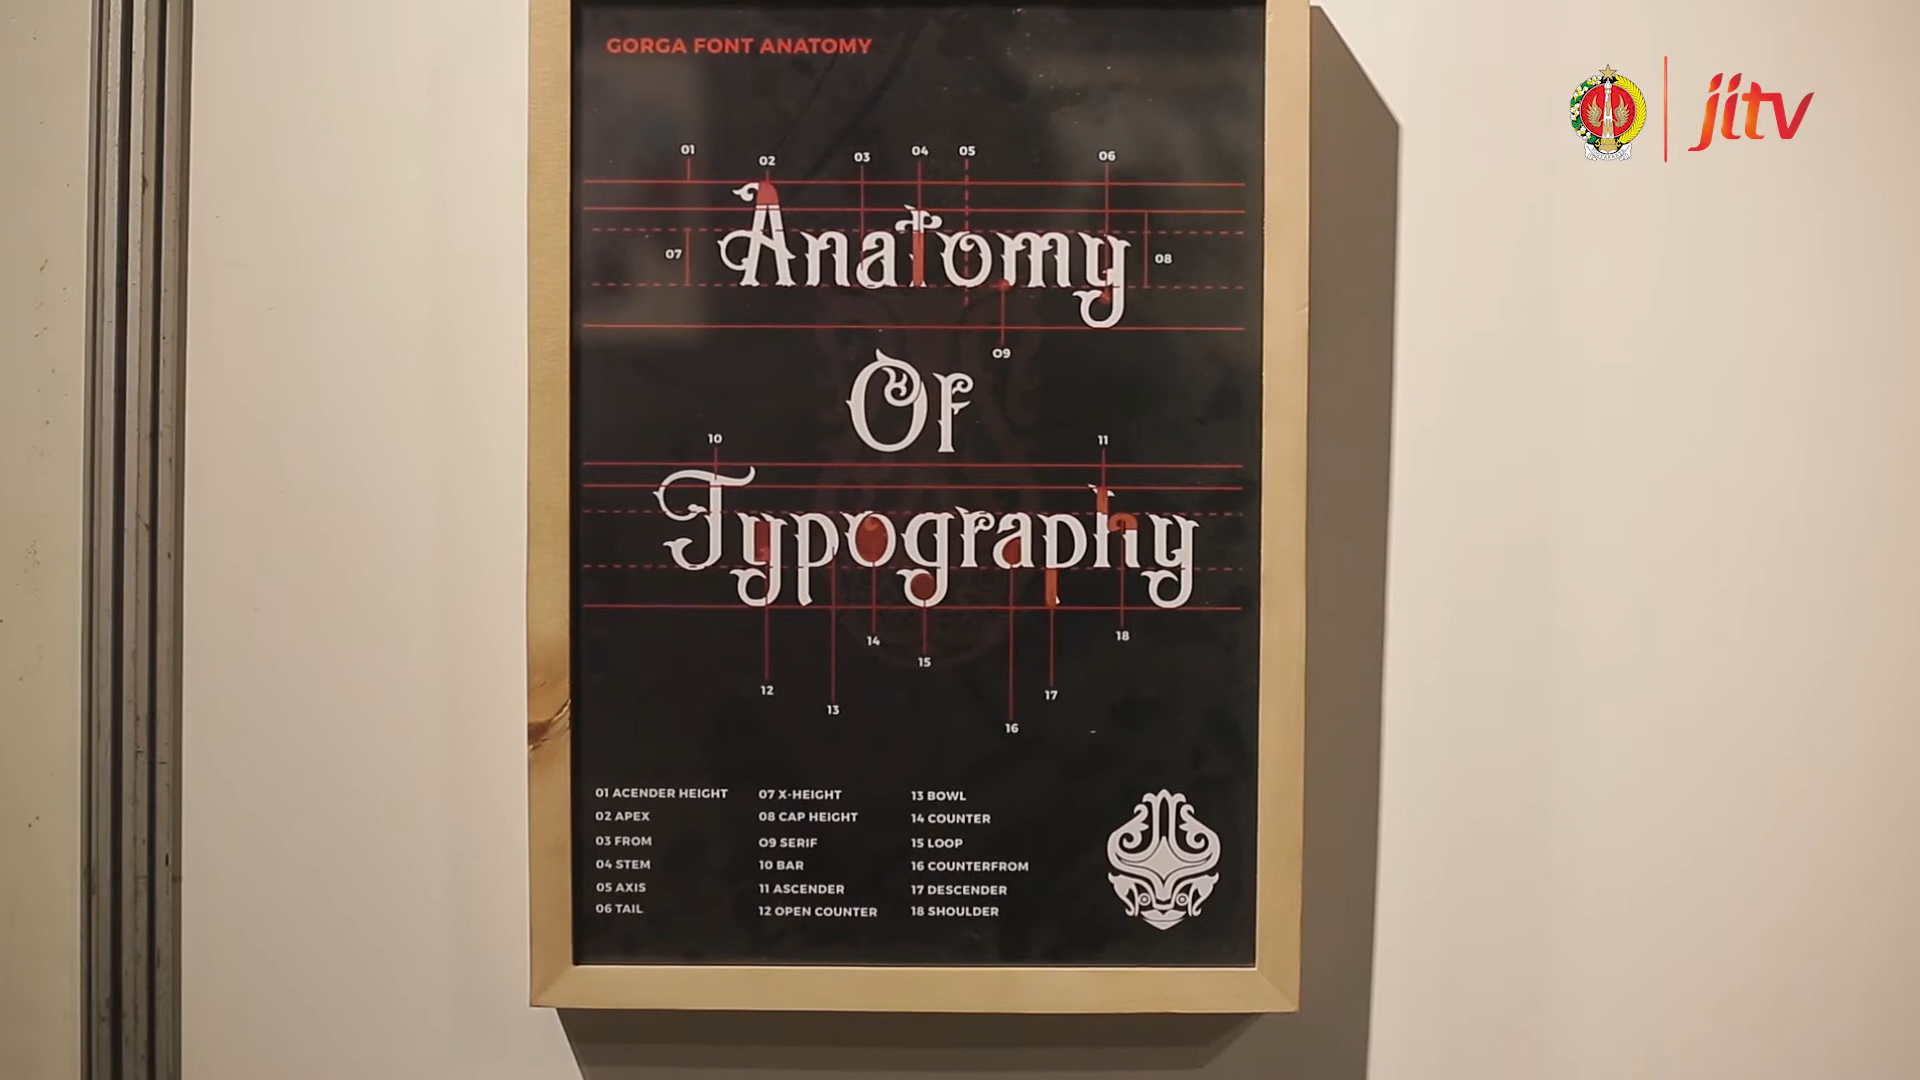 GORGA FONT ANATOMY
jitv
01
02
03
04
05
06
Anatomy
07
08
09
Of
10
11
Typography
12
13
14
15
16
17
18
01 ACENDER HEIGHT
02 APEX
03 FROM
04 STEM
05 AXIS
06 TAIL
07 X-HEIGHT
08 CAP HEIGHT
09 SERIF
10 BAR
11 ASCENDER
12 OPEN COUNTER
13 BOWL
14 COUNTER
15 LOOP
16 COUNTERFROM
17 DESCENDER
18 SHOULDER